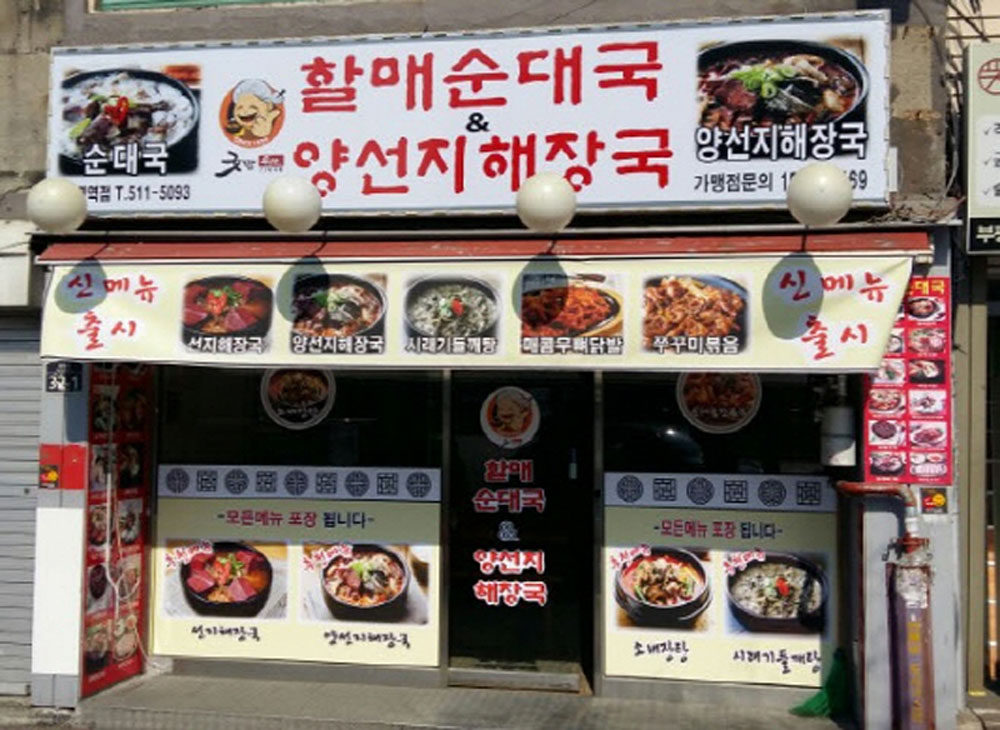 할매순대국
&
양선지해장국
순대국
양선지해장국
역점 T.511-5093
가맹점문의
신메뉴
출시
선지해장국
양선지해장국
시래기들깨탕
매콤무뼈닭발
쭈꾸미볶음
신메뉴
출시
32-1
할매
순대국
&
양선지
해장국
-모든메뉴 포장 됩니다-
선지해장국
양선지해장국
-모든메뉴 포장 됩니다-
소내장탕
시래기들깨탕